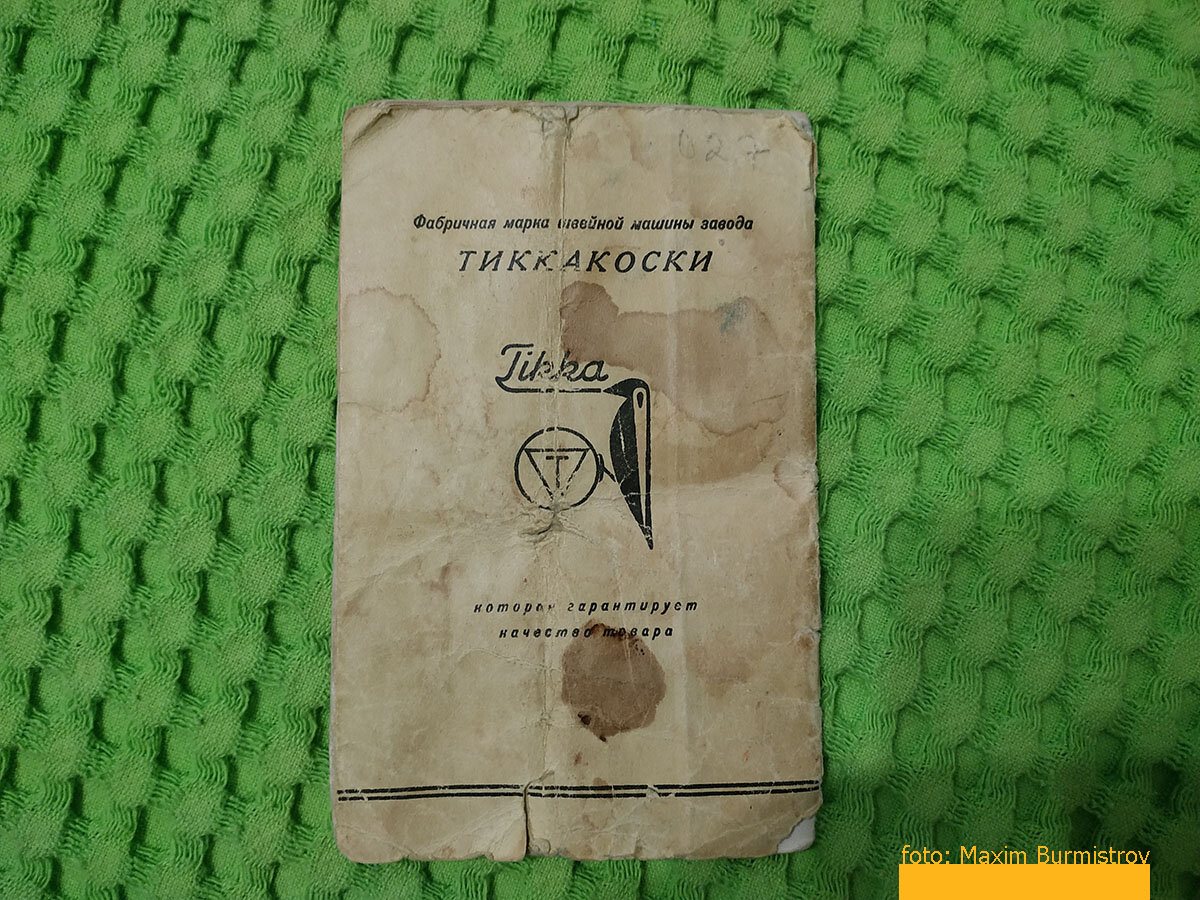 027
Фабричная марка швейной машины завода
ТИККАКОСКИ
Tikka
T
которая гарантирует
качество товара
foto: Maxim Burmistrov